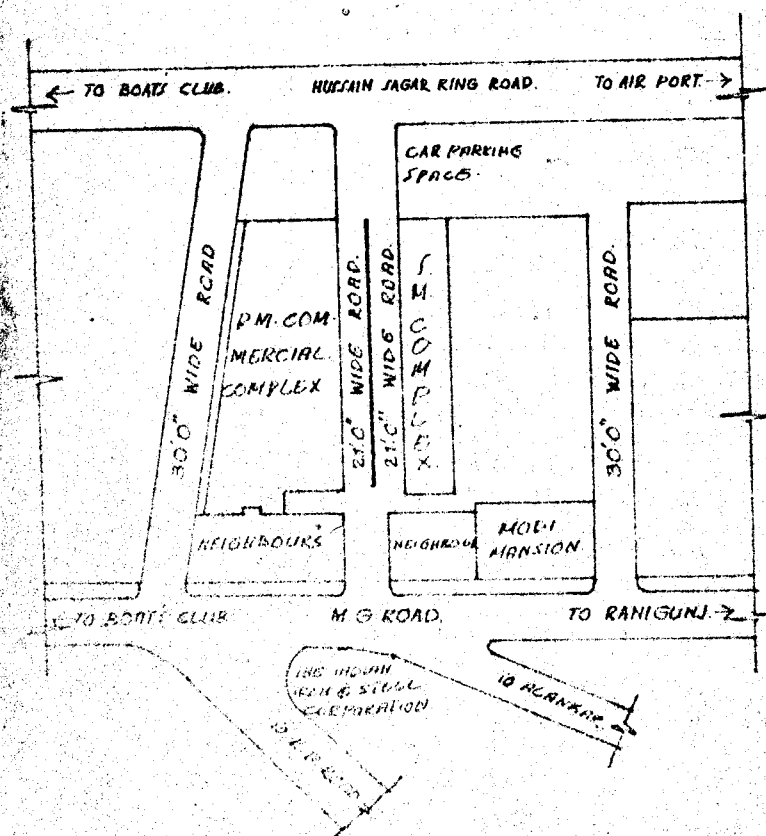 ← TO BOATS CLUB. HUSSAIN SAGAR RING ROAD. TO AIR PORT. →
CAR PARKING
SPACE.
30'0" WIDE ROAD
P.M. COM
MERCIAL
COMPLEX
21'0" WIDE ROAD.
21'0" WIDE ROAD.
S.M. COMPLEX
30'0" WIDE ROAD.
NEIGHBOURS
NEIGHBOUR
MODI
MANSION
← TO BOATS CLUB M G ROAD. TO RANIGUNJ. →
THE INDIAN
IRON & STEEL
CORPORATION
TO ALANKAR.